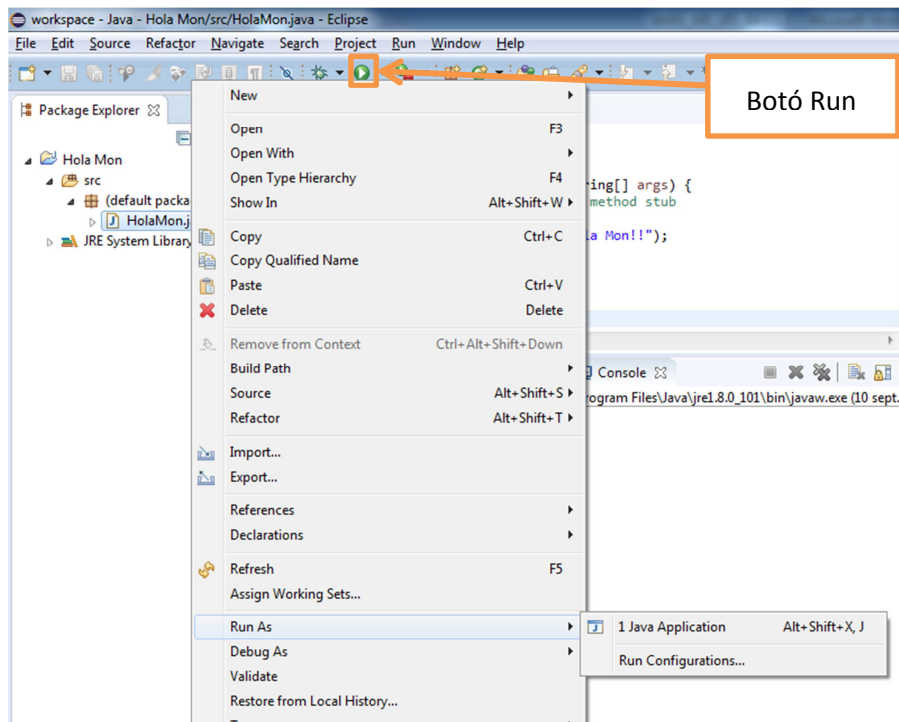 workspace - Java - Hola Mon/src/HolaMon.java - Eclipse
File Edit Source Refactor Navigate Search Project Run Window Help
Botó Run
Package Explorer
Hola Mon
src
(default packa
HolaMon.j
JRE System Library
New
Open F3
Open With
Open Type Hierarchy F4
Show In Alt+Shift+W
Copy Ctrl+C
Copy Qualified Name
Paste Ctrl+V
Delete Delete
Remove from Context Ctrl+Alt+Shift+Down
Build Path
Source Alt+Shift+S
Refactor Alt+Shift+T
Import...
Export...
References
Declarations
Refresh F5
Assign Working Sets...
Run As
Debug As
Validate
Restore from Local History...
1 Java Application Alt+Shift+X, J
Run Configurations...
ing[] args) {
method stub
la Mon!!");
Console
ogram Files\Java\jre1.8.0_101\bin\javaw.exe (10 sept.